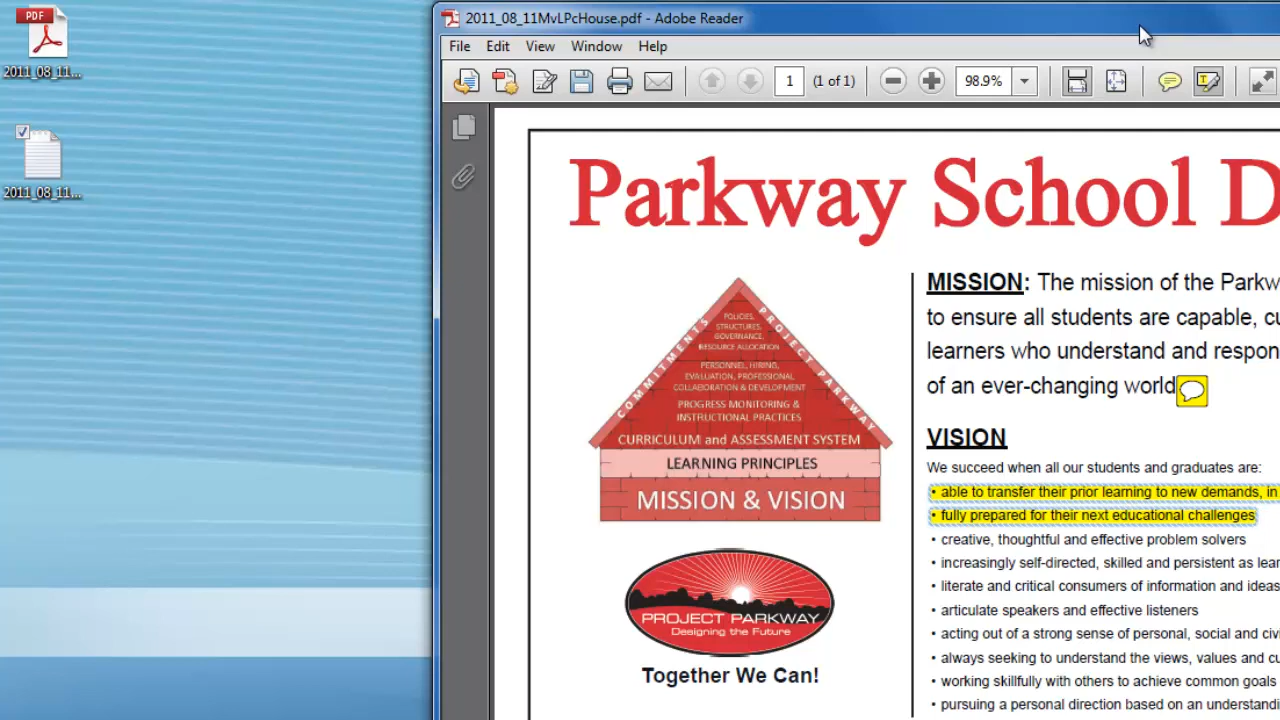 PDF
2011_08_11...
2011_08_11...
2011_08_11MvLPcHouse.pdf - Adobe Reader
File Edit View Window Help
1 (1 of 1) 98.9%
Parkway School D
COMMITMENTS
PROJECT PARKWAY
POLICIES,
STRUCTURES,
GOVERNANCE,
RESOURCE ALLOCATION
PERSONNEL, HIRING,
EVALUATION, PROFESSIONAL
COLLABORATION & DEVELOPMENT
PROGRESS MONITORING &
INSTRUCTIONAL PRACTICES
CURRICULUM and ASSESSMENT SYSTEM
LEARNING PRINCIPLES
MISSION & VISION
PROJECT PARKWAY
Designing the Future
Together We Can!
MISSION: The mission of the Parkw
to ensure all students are capable, cu
learners who understand and respon
of an ever-changing world
VISION
We succeed when all our students and graduates are:
• able to transfer their prior learning to new demands, in
• fully prepared for their next educational challenges
• creative, thoughtful and effective problem solvers
• increasingly self-directed, skilled and persistent as lear
• literate and critical consumers of information and ideas
• articulate speakers and effective listeners
• acting out of a strong sense of personal, social and civi
• always seeking to understand the views, values and cu
• working skillfully with others to achieve common goals
• pursuing a personal direction based on an understandi